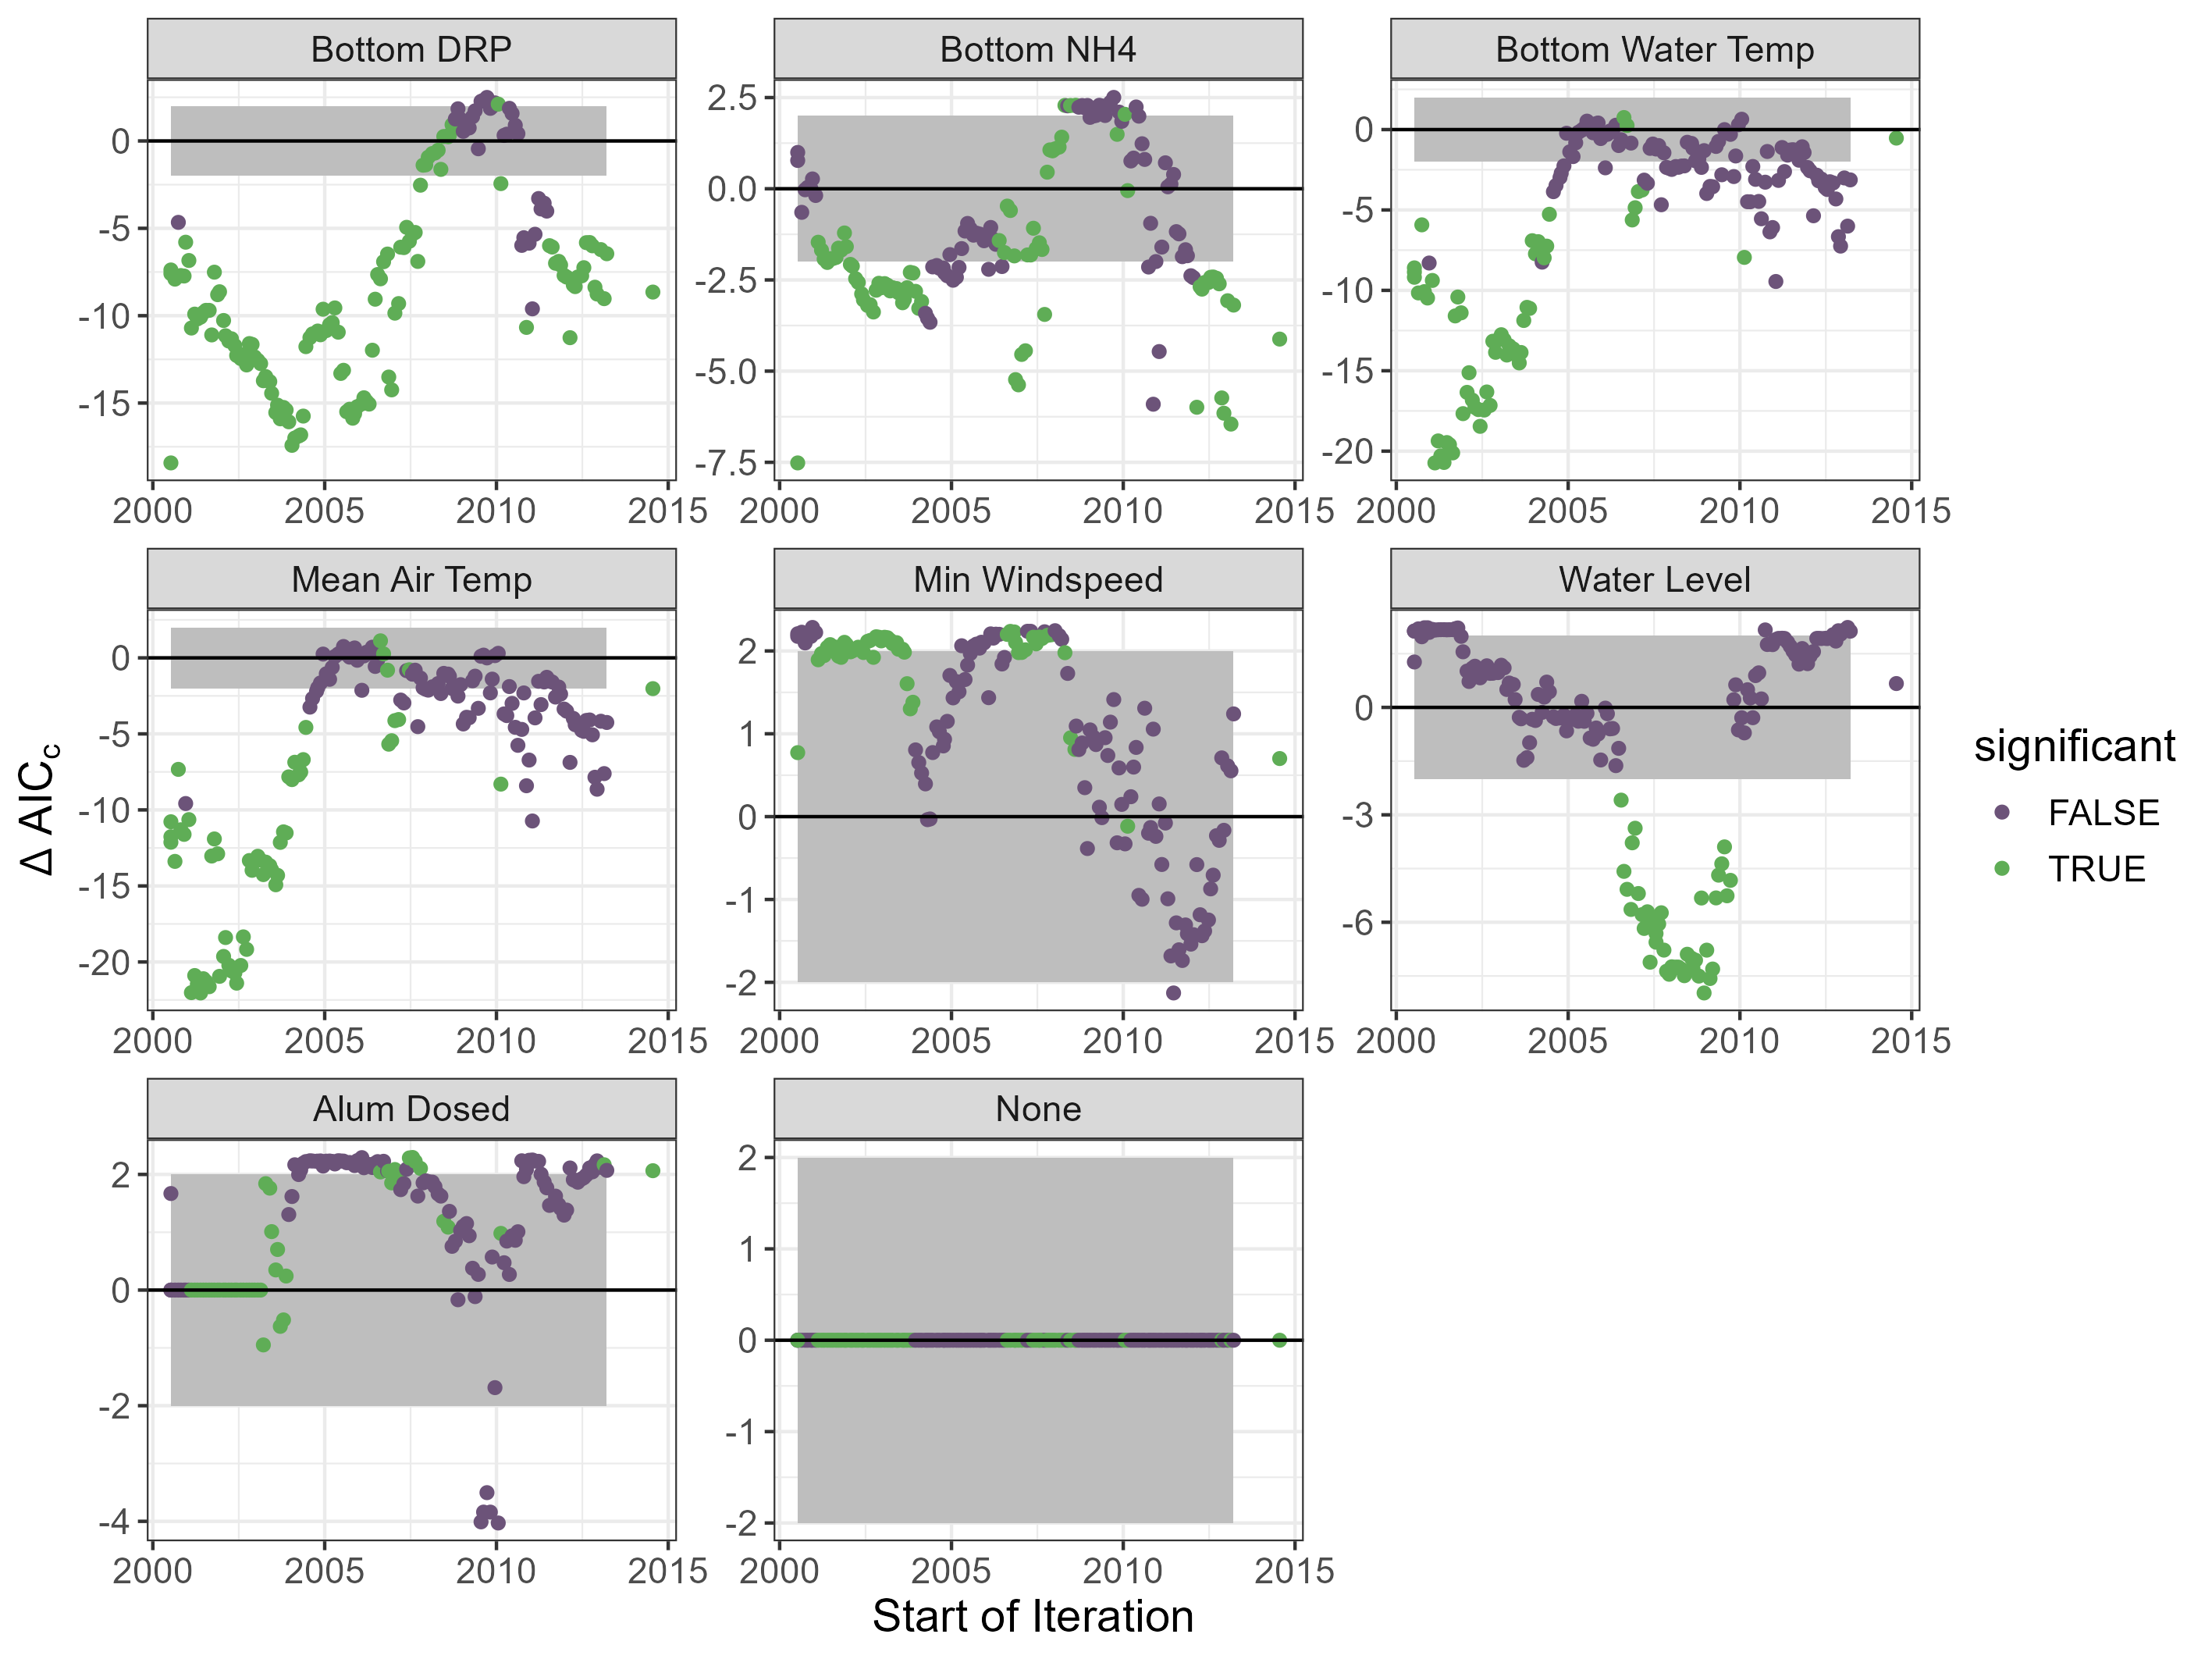 Bottom DRP
Bottom NH4
Bottom Water Temp
0
-5
-10
-15
2000 2005 2010 2015
2.5
0.0
-2.5
-5.0
-7.5
2000 2005 2010 2015
0
-5
-10
-15
-20
2000 2005 2010 2015
Mean Air Temp
Min Windspeed
Water Level
0
-5
-10
-15
-20
2000 2005 2010 2015
2
1
0
-1
-2
2000 2005 2010 2015
0
-3
-6
2000 2005 2010 2015
Alum Dosed
None
2
0
-2
-4
2000 2005 2010 2015
2
1
0
-1
-2
2000 2005 2010 2015
Δ AICc
Start of Iteration
significant
FALSE
TRUE